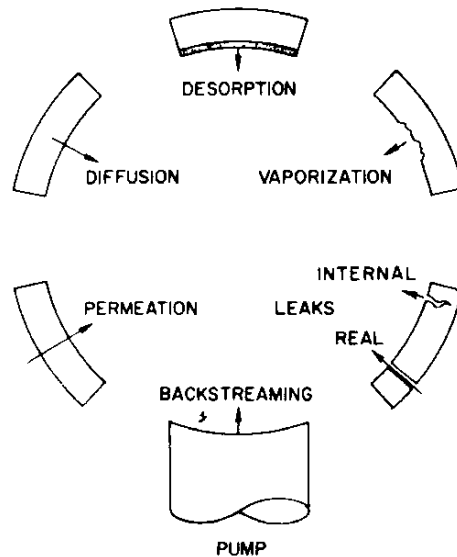 DESORPTION
DIFFUSION
VAPORIZATION
INTERNAL
PERMEATION
LEAKS
REAL
BACKSTREAMING
PUMP